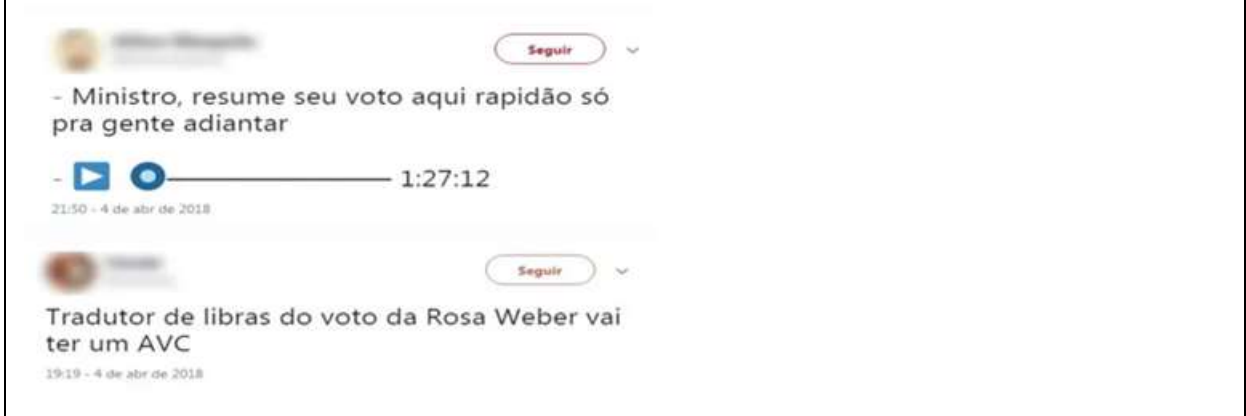 Seguir
- Ministro, resume seu voto aqui rapidão só
pra gente adiantar
- 1:27:12
21:50 - 4 de abr de 2018
Seguir
Tradutor de libras do voto da Rosa Weber vai
ter um AVC
19:19 - 4 de abr de 2018